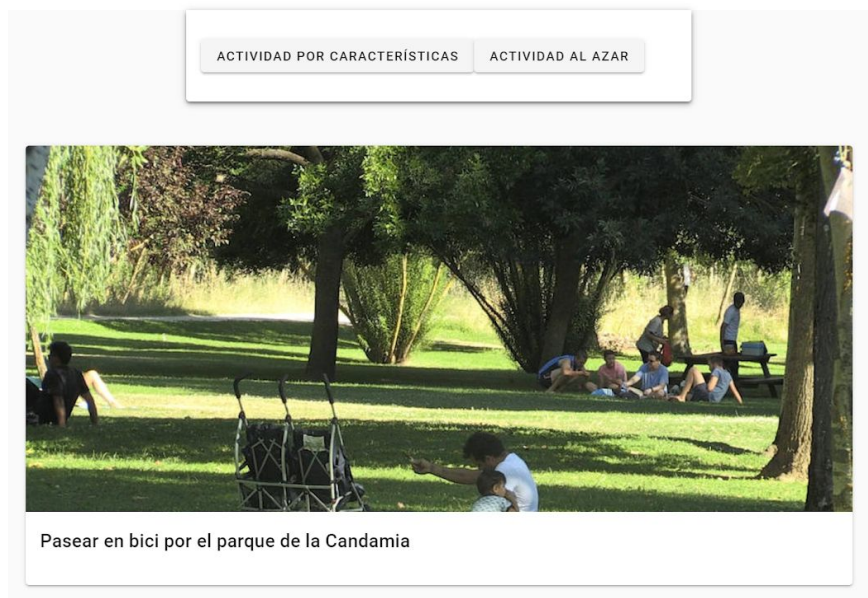 ACTIVIDAD POR CARACTERÍSTICAS ACTIVIDAD AL AZAR
Pasear en bici por el parque de la Candamia